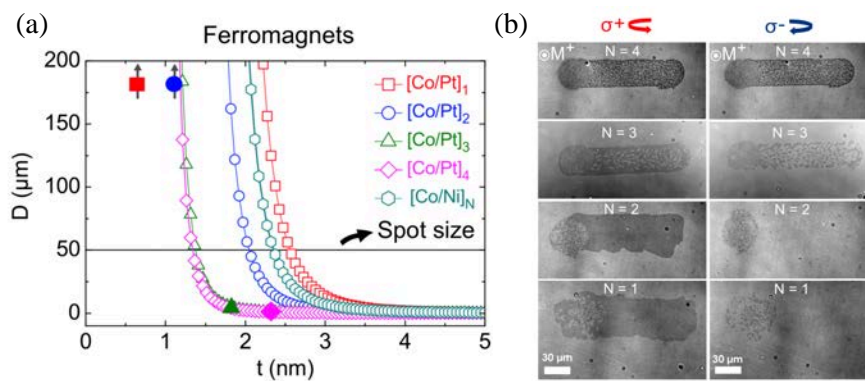 (a)
Ferromagnets
D (µm)
200
150
100
50
0
[Co/Pt]₁
[Co/Pt]₂
[Co/Pt]₃
[Co/Pt]₄
[Co/Ni]N
Spot size
0 1 2 3 4 5
t (nm)
(b)
σ+ σ-
⊙M⁺ N = 4 ⊙M⁺ N = 4
N = 3 N = 3
N = 2 N = 2
N = 1 N = 1
30 µm 30 µm